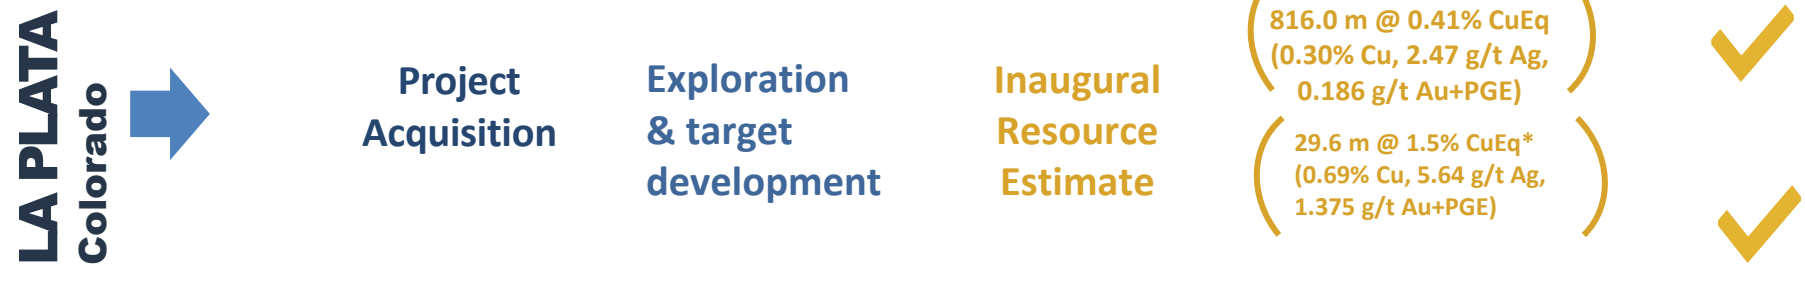 LA PLATA
Colorado
Project
Acquisition
Exploration
& target
development
Inaugural
Resource
Estimate
816.0 m @ 0.41% CuEq
(0.30% Cu, 2.47 g/t Ag,
0.186 g/t Au+PGE)
29.6 m @ 1.5% CuEq*
(0.69% Cu, 5.64 g/t Ag,
1.375 g/t Au+PGE)